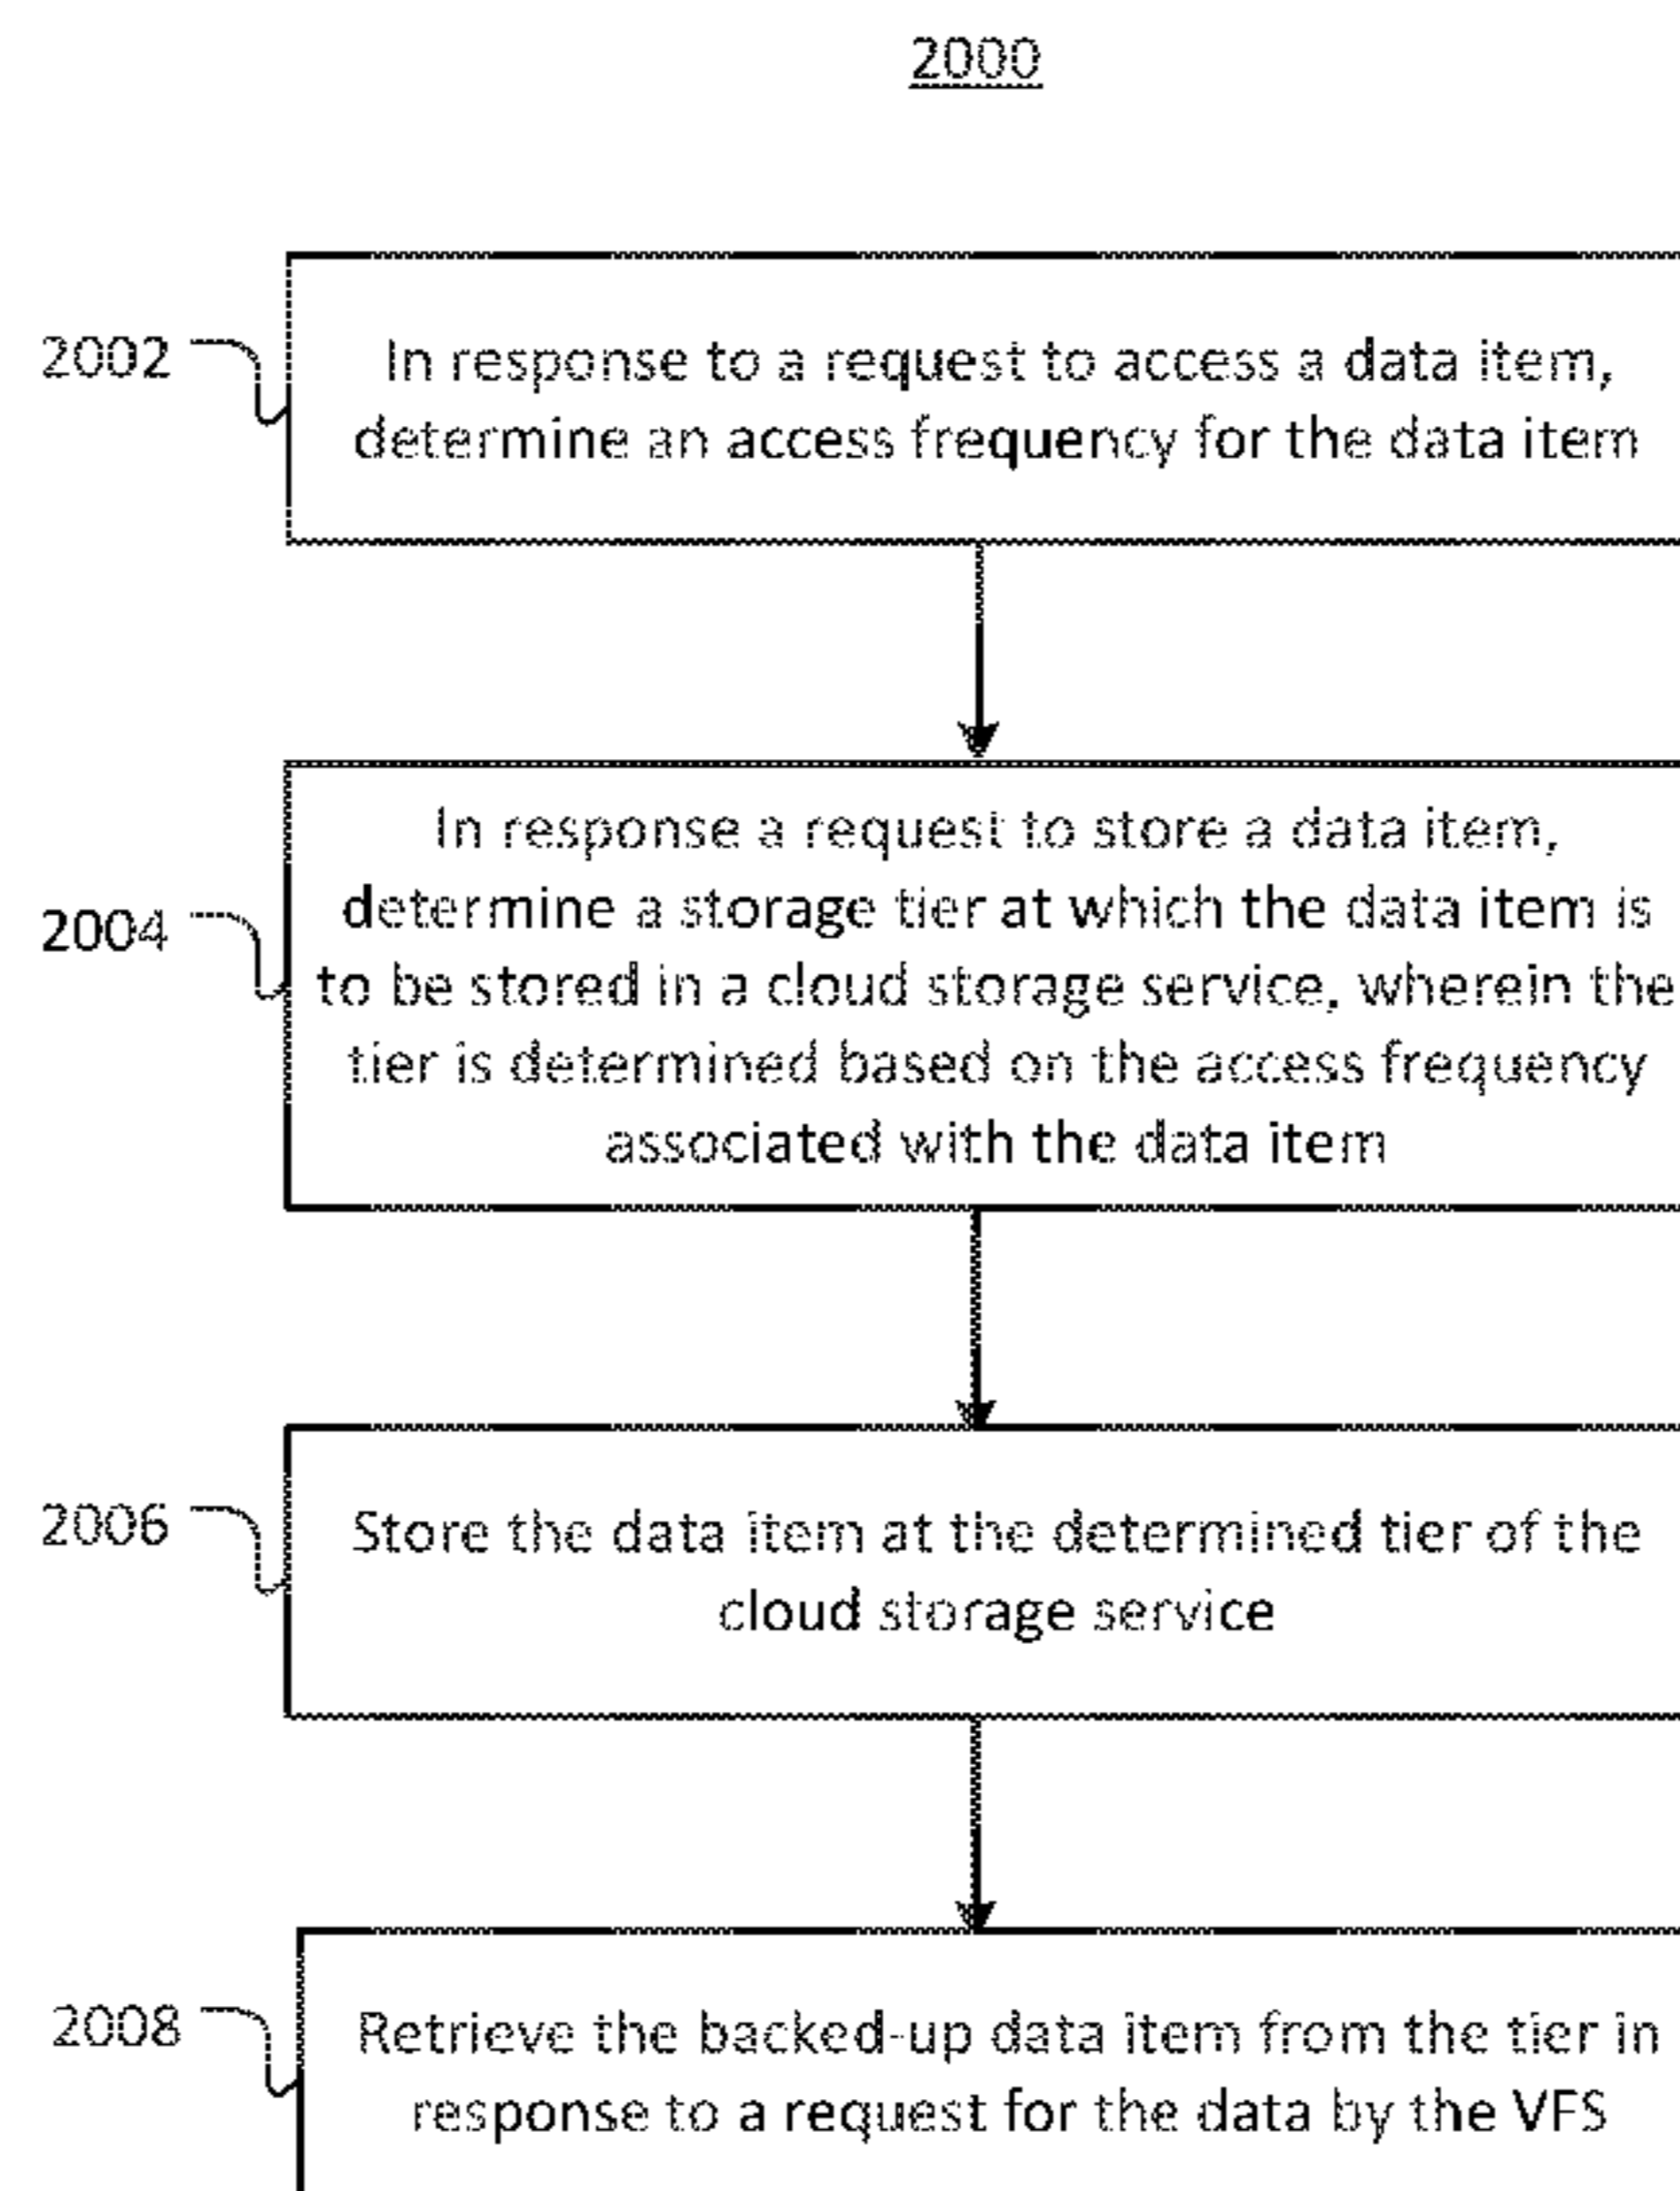 2000
2002
In response to a request to access a data item,
determine an access frequency for the data item
2004
In response a request to store a data item,
determine a storage tier at which the data item is
to be stored in a cloud storage service, wherein the
tier is determined based on the access frequency
associated with the data item
2006
Store the data item at the determined tier of the
cloud storage service
2008
Retrieve the backed-up data item from the tier in
response to a request for the data by the VFS